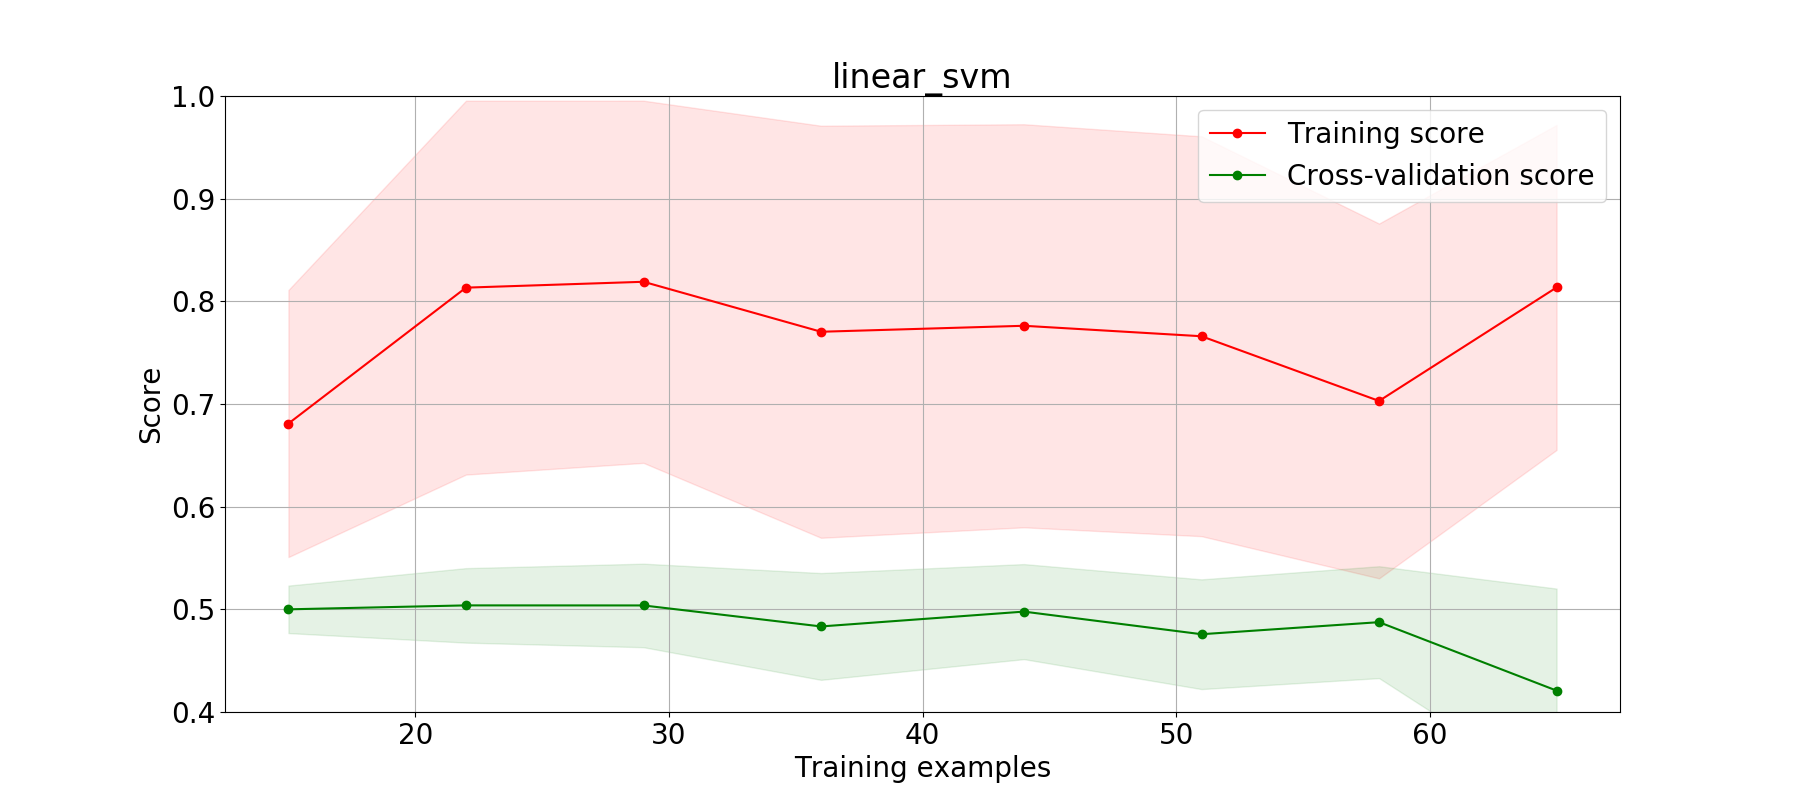 linear_svm
Training score
Cross-validation score
Score
1.0
0.9
0.8
0.7
0.6
0.5
0.4
20 30 40 50 60
Training examples